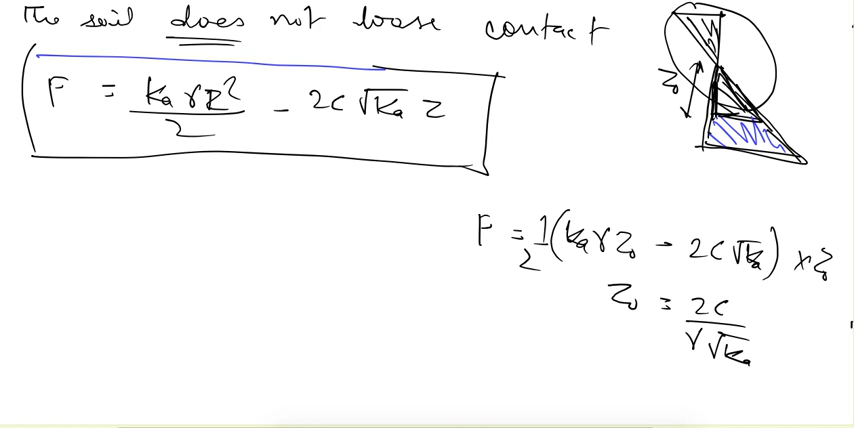 The soil does not loose contact
F = kaγz²/2 - 2c√ka z
z₀
F = 1/2 (kaγz₀ - 2c√ka) × z₀
z₀ = 2c/γ√ka